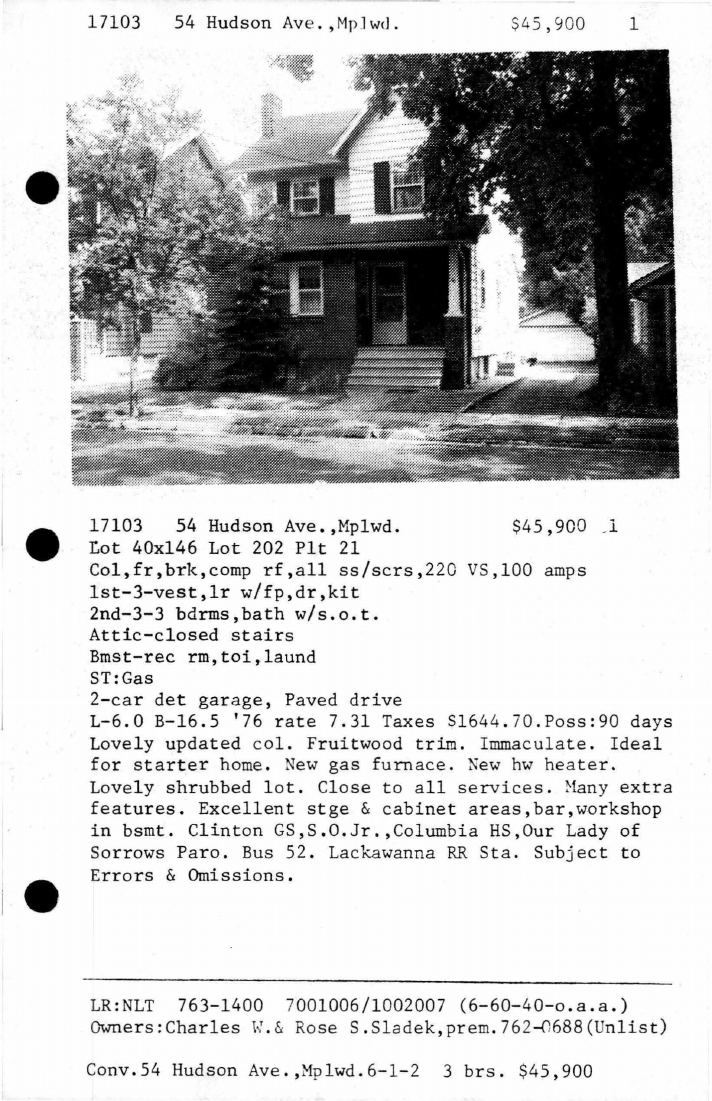 17103 54 Hudson Ave.,Mplwd. $45,900 1
17103 54 Hudson Ave.,Mplwd. $45,900 1
Lot 40x146 Lot 202 Plt 21
Col,fr,brk,comp rf,all ss/scrs,220 VS,100 amps
1st-3-vest,lr w/fp,dr,kit
2nd-3-3 bdrms,bath w/s.o.t.
Attic-closed stairs
Bmst-rec rm,toi,laund
ST:Gas
2-car det garage, Paved drive
L-6.0 B-16.5 '76 rate 7.31 Taxes $1644.70.Poss:90 days
Lovely updated col. Fruitwood trim. Immaculate. Ideal
for starter home. New gas furnace. New hw heater.
Lovely shrubbed lot. Close to all services. Many extra
features. Excellent stge & cabinet areas,bar,workshop
in bsmt. Clinton GS,S.O.Jr.,Columbia HS,Our Lady of
Sorrows Paro. Bus 52. Lackawanna RR Sta. Subject to
Errors & Omissions.
LR:NLT 763-1400 7001006/1002007 (6-60-40-o.a.a.)
Owners:Charles W.& Rose S.Sladek,prem.762-0688(Unlist)
Conv.54 Hudson Ave.,Mplwd.6-1-2 3 brs. $45,900